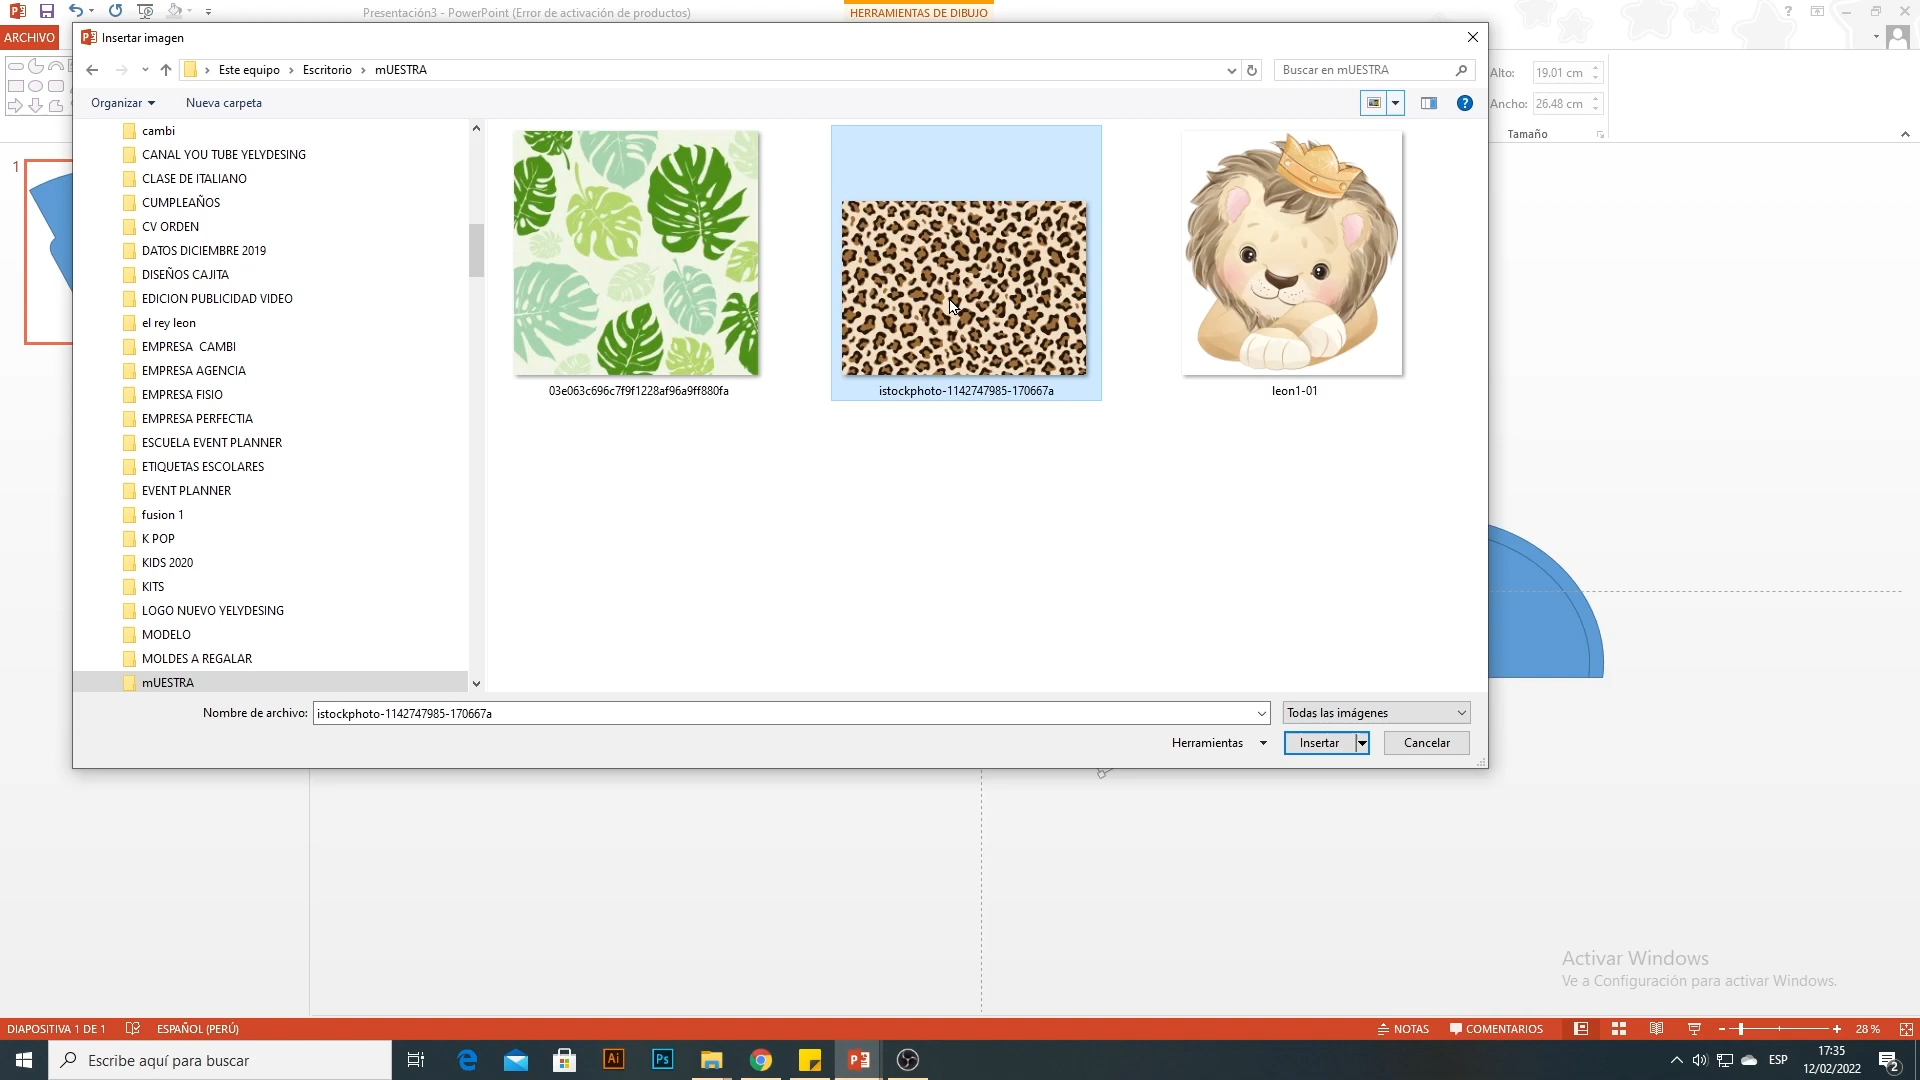 Presentación3 - PowerPoint (Error de activación de productos)
HERRAMIENTAS DE DIBUJO
ARCHIVO
Insertar imagen
Este equipo > Escritorio > mUESTRA
Buscar en mUESTRA
Alto: 19.01 cm
Organizar
Nueva carpeta
Ancho: 26.48 cm
Tamaño
1
cambi
CANAL YOU TUBE YELYDESING
CLASE DE ITALIANO
CUMPLEAÑOS
CV ORDEN
DATOS DICIEMBRE 2019
DISEÑOS CAJITA
EDICION PUBLICIDAD VIDEO
el rey leon
EMPRESA  CAMBI
EMPRESA AGENCIA
EMPRESA FISIO
EMPRESA PERFECTIA
ESCUELA EVENT PLANNER
ETIQUETAS ESCOLARES
EVENT PLANNER
fusion 1
K POP
KIDS 2020
KITS
LOGO NUEVO YELYDESING
MODELO
MOLDES A REGALAR
mUESTRA
03e063c696c7f9f1228af96a9ff880fa
istockphoto-1142747985-170667a
leon1-01
Nombre de archivo: istockphoto-1142747985-170667a
Todas las imágenes
Herramientas
Insertar
Cancelar
Activar Windows
Ve a Configuración para activar Windows.
DIAPOSITIVA 1 DE 1
ESPAÑOL (PERÚ)
NOTAS
COMENTARIOS
28 %
Escribe aquí para buscar
Ai
Ps
ESP
17:35
12/02/2022
2